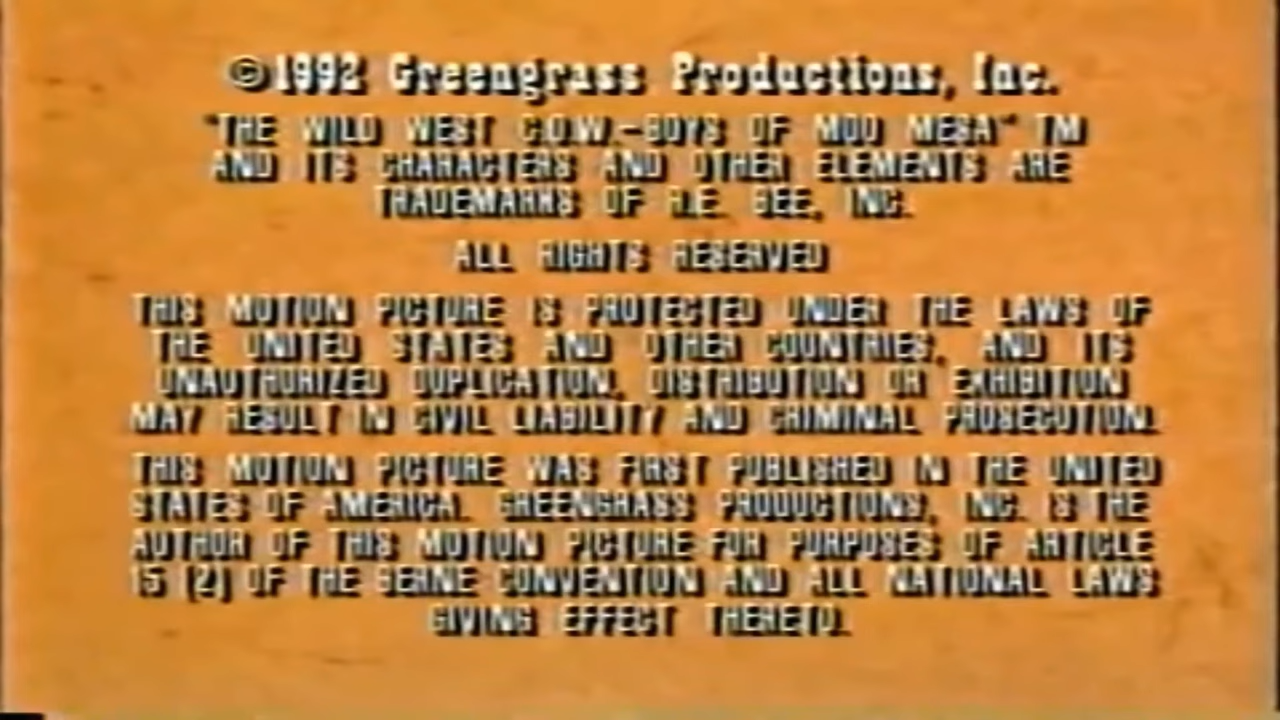 ©1992 Greengrass Productions, Inc.
"THE WILD WEST C.O.W.-BOYS OF MOO MESA" TM
AND ITS CHARACTERS AND OTHER ELEMENTS ARE
TRADEMARKS OF R.E. BEE, INC.
ALL RIGHTS RESERVED
THIS MOTION PICTURE IS PROTECTED UNDER THE LAWS OF
THE UNITED STATES AND OTHER COUNTRIES, AND ITS
UNAUTHORIZED DUPLICATION, DISTRIBUTION OR EXHIBITION
MAY RESULT IN CIVIL LIABILITY AND CRIMINAL PROSECUTION.
THIS MOTION PICTURE WAS FIRST PUBLISHED IN THE UNITED
STATES OF AMERICA. GREENGRASS PRODUCTIONS, INC. IS THE
AUTHOR OF THIS MOTION PICTURE FOR PURPOSES OF ARTICLE
15 (2) OF THE BERNE CONVENTION AND ALL NATIONAL LAWS
GIVING EFFECT THERETO.